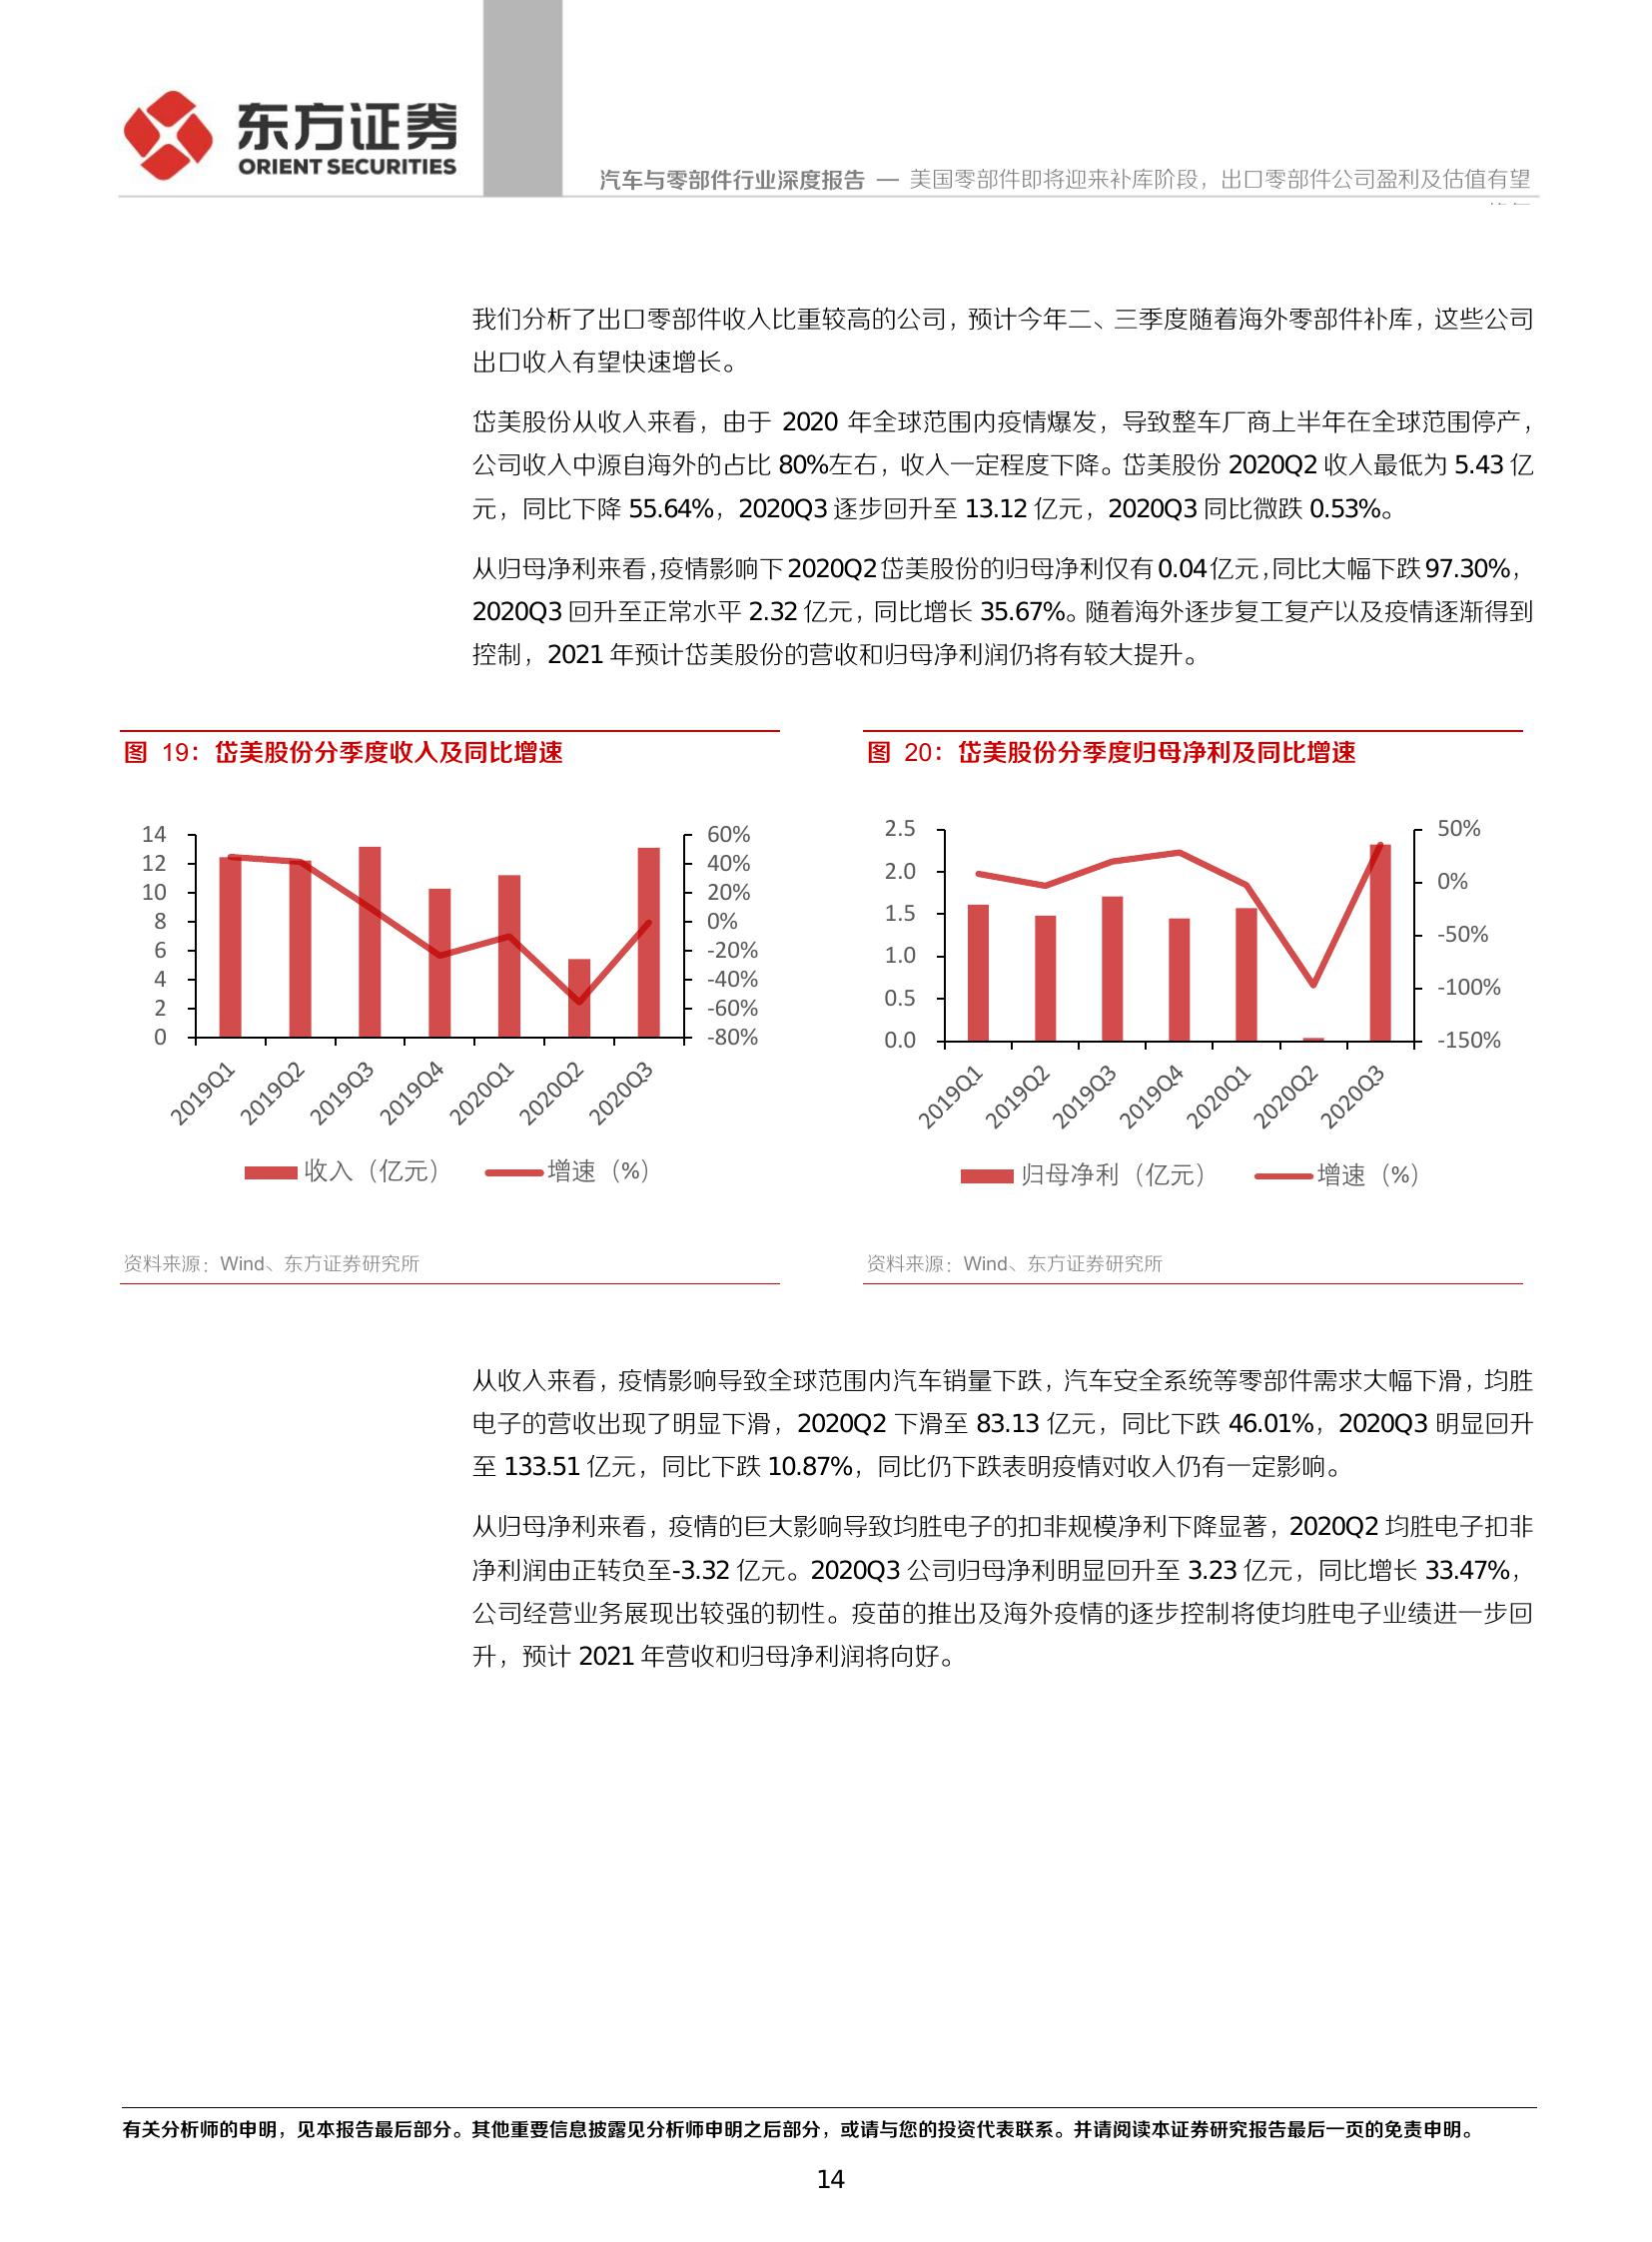 东方证券
ORIENT SECURITIES
汽车与零部件行业深度报告 — 美国零部件即将迎来补库阶段，出口零部件公司盈利及估值有望
我们分析了出口零部件收入比重较高的公司，预计今年二、三季度随着海外零部件补库，这些公司
出口收入有望快速增长。
岱美股份从收入来看，由于 2020 年全球范围内疫情爆发，导致整车厂商上半年在全球范围停产，
公司收入中源自海外的占比 80%左右，收入一定程度下降。岱美股份 2020Q2 收入最低为 5.43 亿
元，同比下降 55.64%，2020Q3 逐步回升至 13.12 亿元，2020Q3 同比微跌 0.53%。
从归母净利来看，疫情影响下 2020Q2 岱美股份的归母净利仅有 0.04 亿元，同比大幅下跌 97.30%，
2020Q3 回升至正常水平 2.32 亿元，同比增长 35.67%。随着海外逐步复工复产以及疫情逐渐得到
控制，2021 年预计岱美股份的营收和归母净利润仍将有较大提升。
图 19：岱美股份分季度收入及同比增速
14
12
10
8
6
4
2
0
60%
40%
20%
0%
-20%
-40%
-60%
-80%
2019Q1
2019Q2
2019Q3
2019Q4
2020Q1
2020Q2
2020Q3
收入（亿元）
增速（%）
资料来源：Wind、东方证券研究所
图 20：岱美股份分季度归母净利及同比增速
2.5
2.0
1.5
1.0
0.5
0.0
50%
0%
-50%
-100%
-150%
2019Q1
2019Q2
2019Q3
2019Q4
2020Q1
2020Q2
2020Q3
归母净利（亿元）
增速（%）
资料来源：Wind、东方证券研究所
从收入来看，疫情影响导致全球范围内汽车销量下跌，汽车安全系统等零部件需求大幅下滑，均胜
电子的营收出现了明显下滑，2020Q2 下滑至 83.13 亿元，同比下跌 46.01%，2020Q3 明显回升
至 133.51 亿元，同比下跌 10.87%，同比仍下跌表明疫情对收入仍有一定影响。
从归母净利来看，疫情的巨大影响导致均胜电子的扣非规模净利下降显著，2020Q2 均胜电子扣非
净利润由正转负至-3.32 亿元。2020Q3 公司归母净利明显回升至 3.23 亿元，同比增长 33.47%，
公司经营业务展现出较强的韧性。疫苗的推出及海外疫情的逐步控制将使均胜电子业绩进一步回
升，预计 2021 年营收和归母净利润将向好。
有关分析师的申明，见本报告最后部分。其他重要信息披露见分析师申明之后部分，或请与您的投资代表联系。并请阅读本证券研究报告最后一页的免责申明。
14